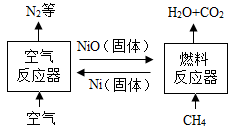 N₂等
H₂O+CO₂
空气
反应器
NiO(固体)
Ni(固体)
燃料
反应器
空气
CH₄